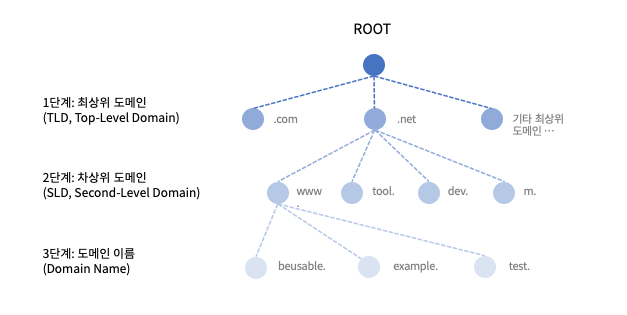 ROOT
1단계: 최상위 도메인
(TLD, Top-Level Domain)
.com
.net
기타 최상위
도메인 …
2단계: 차상위 도메인
(SLD, Second-Level Domain)
www
.
tool.
dev.
m.
3단계: 도메인 이름
(Domain Name)
beusable.
example.
test.